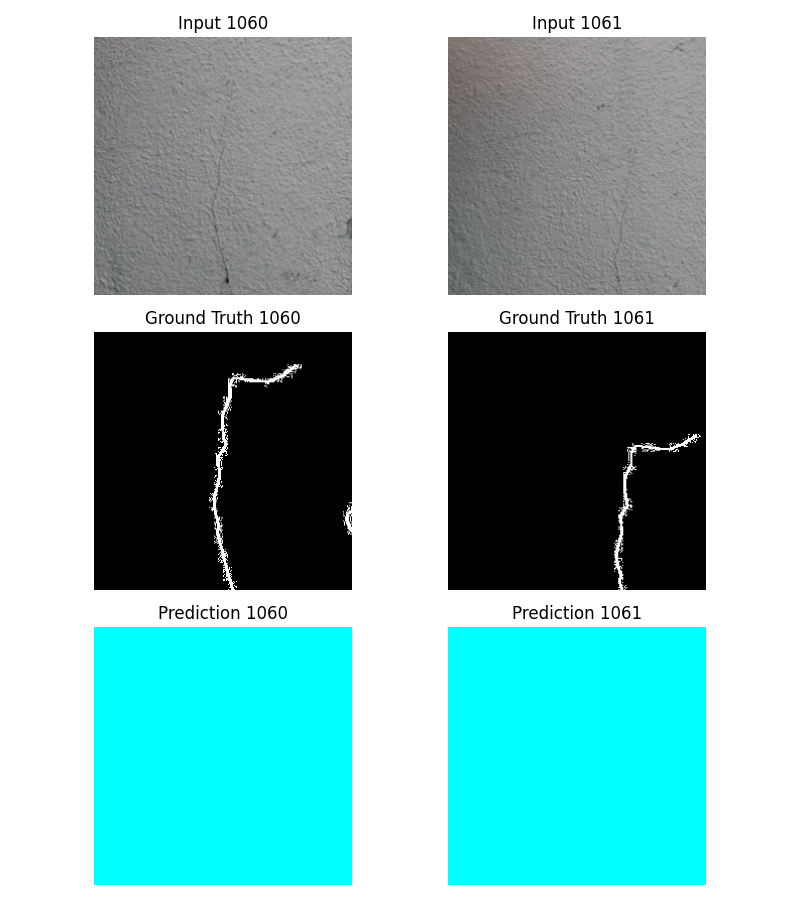 Input 1060
Input 1061
Ground Truth 1060
Ground Truth 1061
Prediction 1060
Prediction 1061